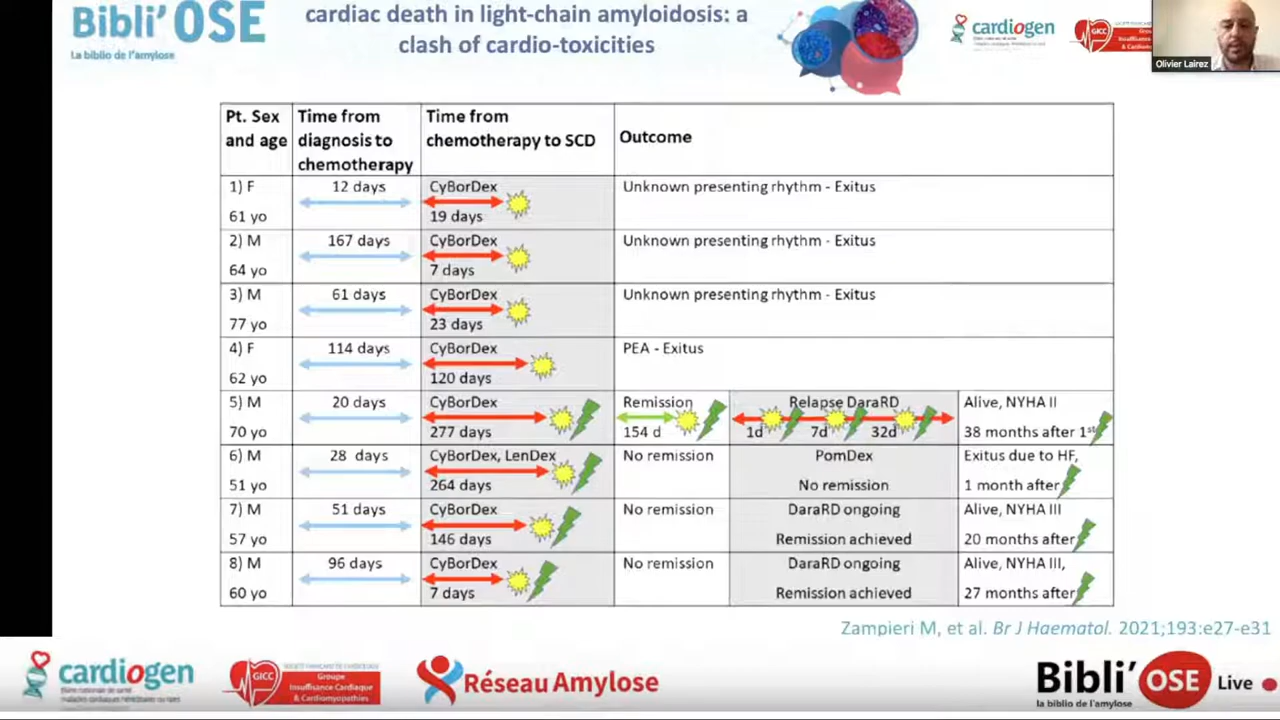 Bibli'OSE
La biblio de l'amylose
cardiac death in light-chain amyloidosis: a
clash of cardio-toxicities
cardiogen
GICC
Olivier Lairez
Pt. Sex and age
Time from diagnosis to chemotherapy
Time from chemotherapy to SCD
Outcome
1) F
61 yo
12 days
CyBorDex
19 days
Unknown presenting rhythm - Exitus
2) M
64 yo
167 days
CyBorDex
7 days
Unknown presenting rhythm - Exitus
3) M
77 yo
61 days
CyBorDex
23 days
Unknown presenting rhythm - Exitus
4) F
62 yo
114 days
CyBorDex
120 days
PEA - Exitus
5) M
70 yo
20 days
CyBorDex
277 days
Remission
154 d
Relapse DaraRD
1d 7d 32d
Alive, NYHA II
38 months after 1st
6) M
51 yo
28 days
CyBorDex, LenDex
264 days
No remission
PomDex
No remission
Exitus due to HF,
1 month after
7) M
57 yo
51 days
CyBorDex
146 days
No remission
DaraRD ongoing
Remission achieved
Alive, NYHA III
20 months after
8) M
60 yo
96 days
CyBorDex
7 days
No remission
DaraRD ongoing
Remission achieved
Alive, NYHA III,
27 months after
Zampieri M, et al. Br J Haematol. 2021;193:e27-e31
cardiogen
GICC
Groupe
Insuffisance Cardiaque
& Cardiomyopathies
Réseau Amylose
Bibli'OSE Live
la biblio de l'amylose